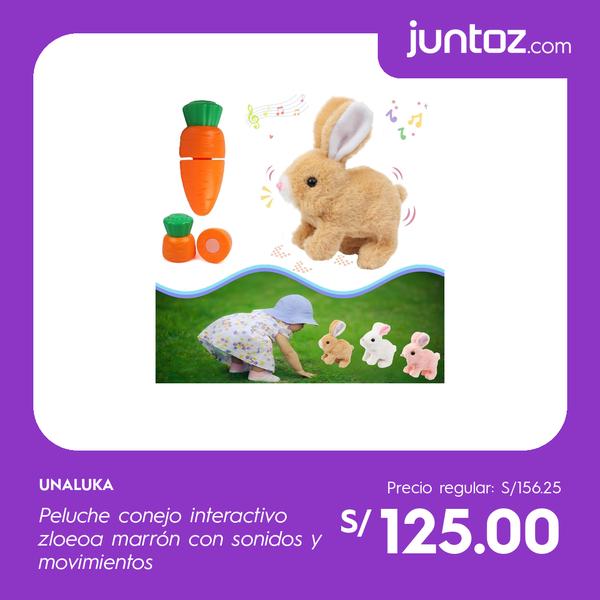 juntoz.com
UNALUKA
Peluche conejo interactivo
zloeoa marrón con sonidos y
movimientos
Precio regular: S/156.25
S/125.00